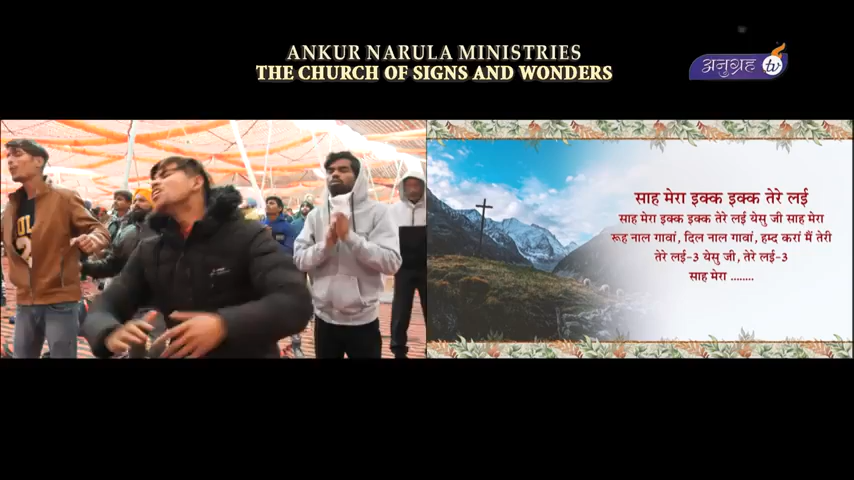 ANKUR NARULA MINISTRIES
THE CHURCH OF SIGNS AND WONDERS
अनुग्रह tv
साह मेरा इक्क इक्क तेरे लई
साह मेरा इक्क इक्क तेरे लई येसु जी साह मेरा
रूह नाल गावां, दिल नाल गावां, हम्द करां मैं तेरी
तेरे लई-3 येसु जी, तेरे लई-3
साह मेरा ........